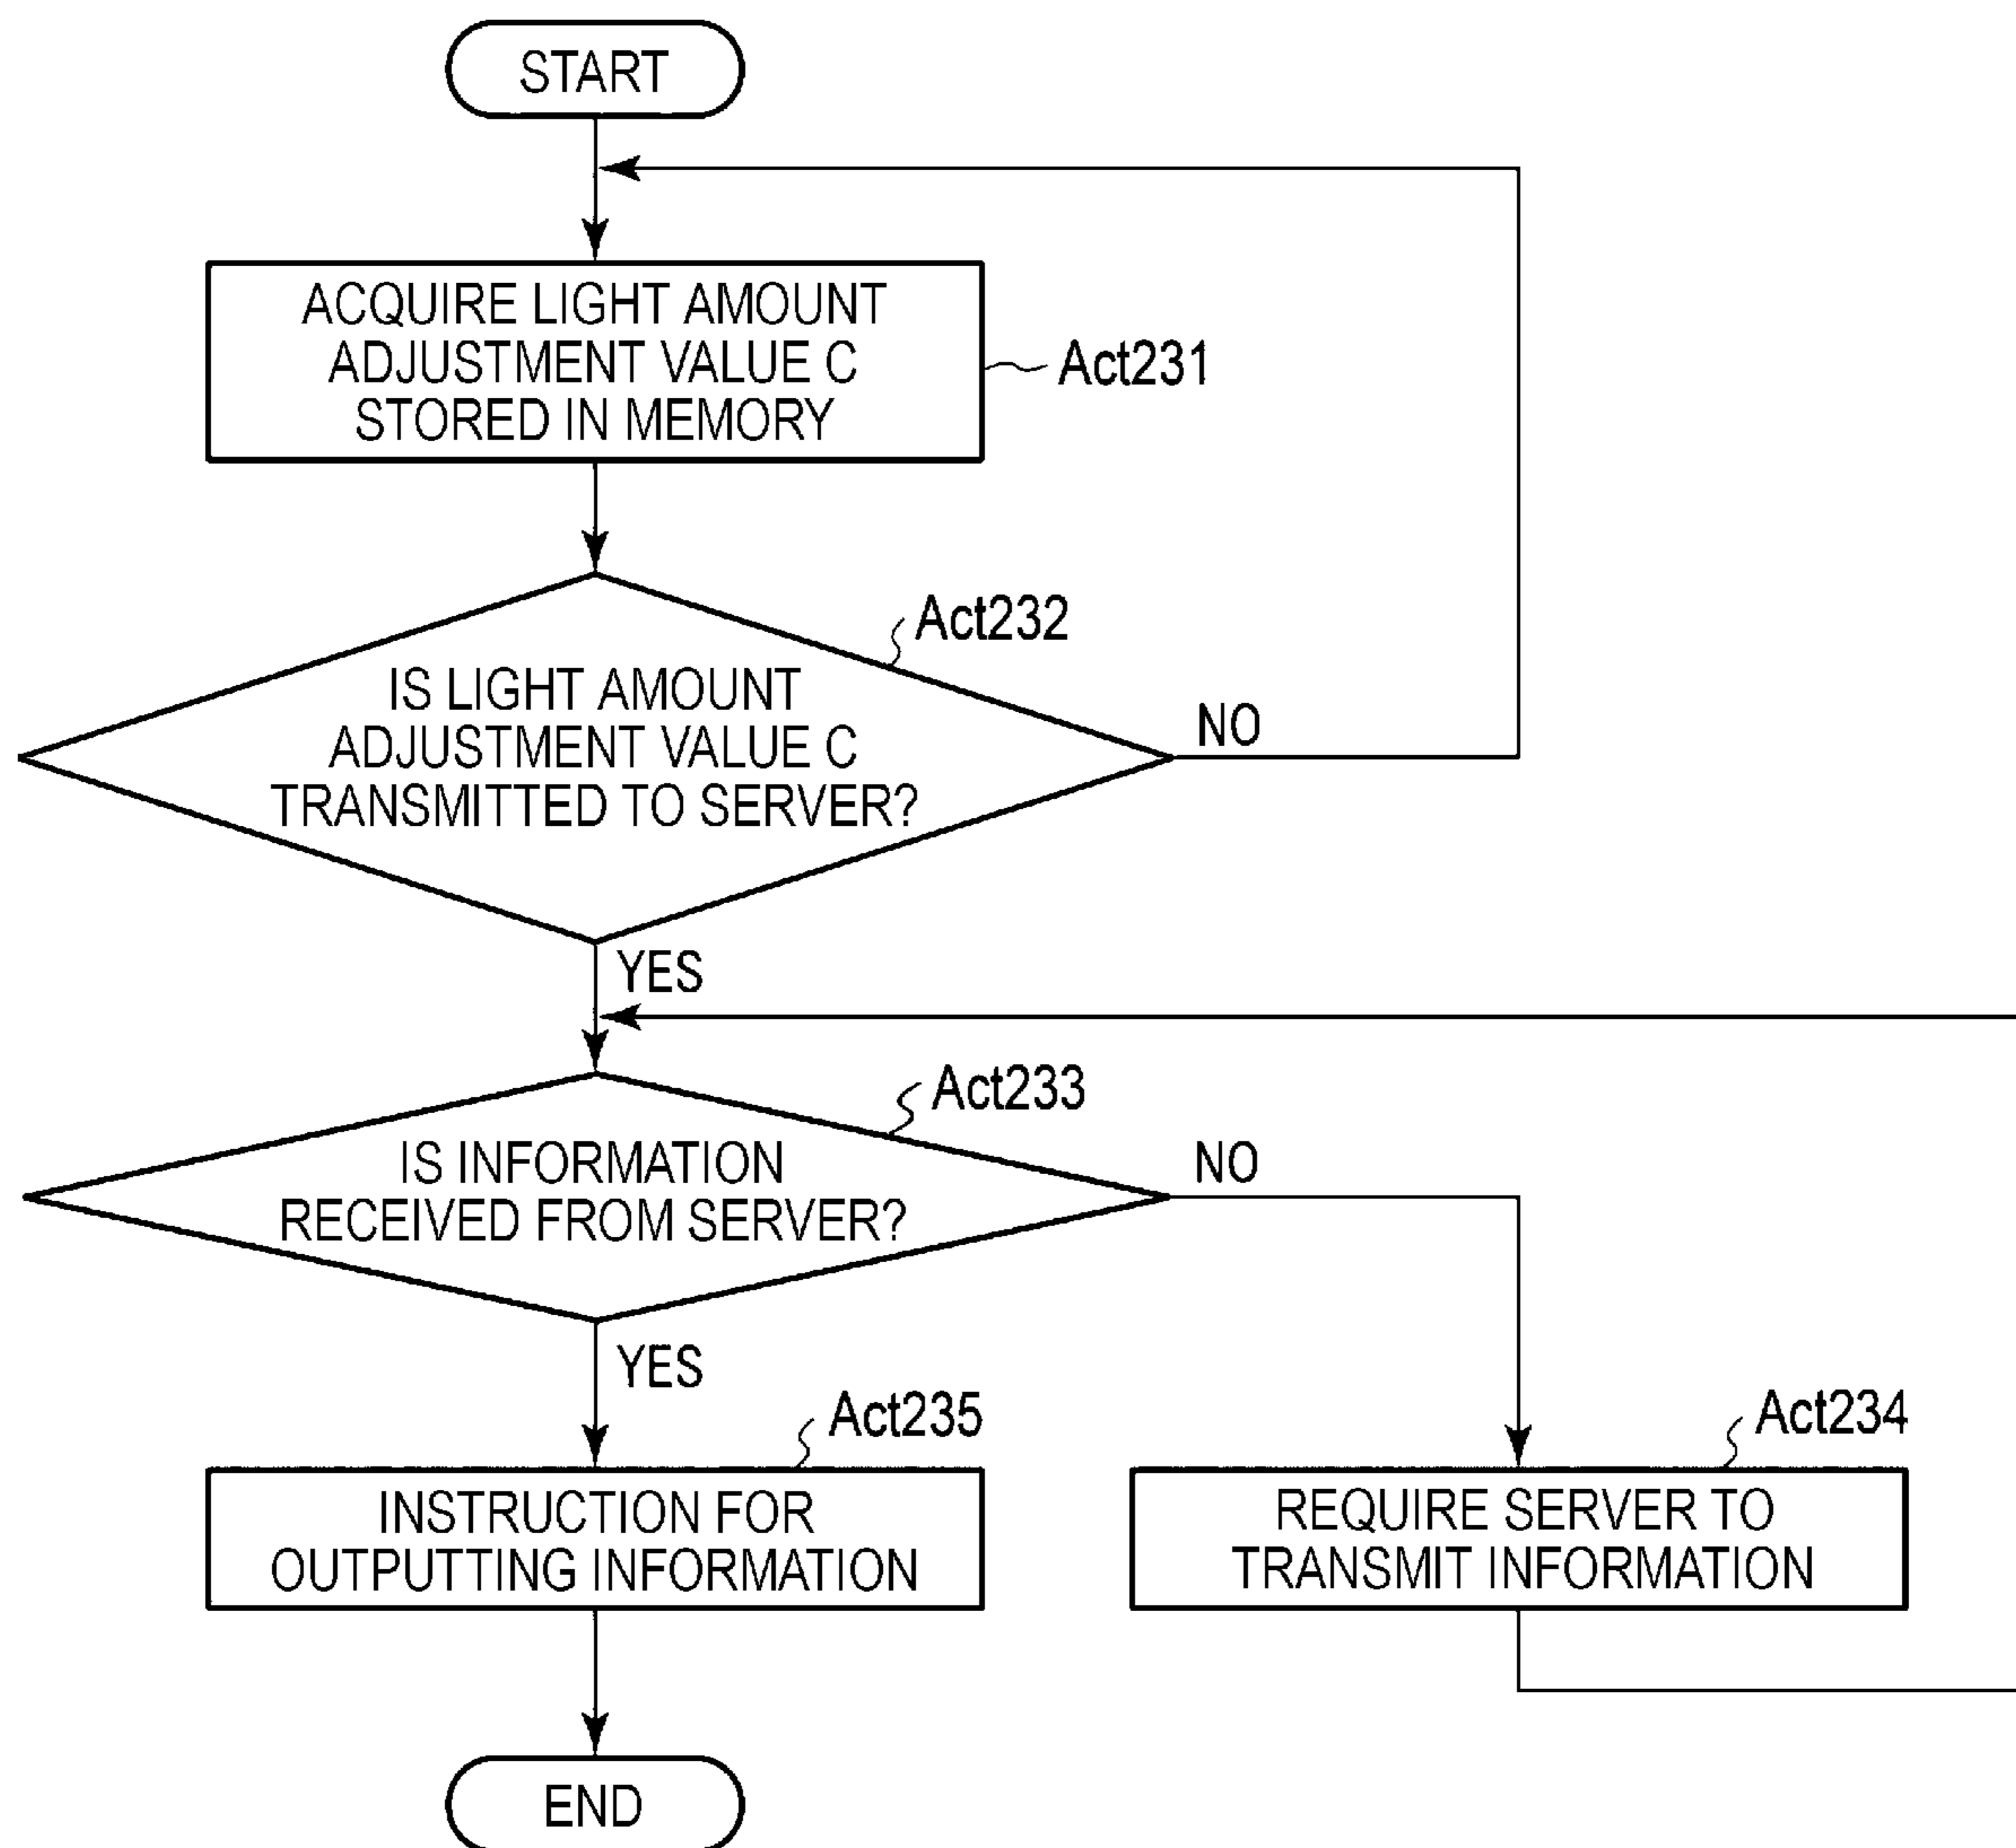 START
ACQUIRE LIGHT AMOUNT
ADJUSTMENT VALUE C
STORED IN MEMORY
Act231
Act232
IS LIGHT AMOUNT
ADJUSTMENT VALUE C
TRANSMITTED TO SERVER?
NO
YES
Act233
IS INFORMATION
RECEIVED FROM SERVER?
NO
YES
Act235
INSTRUCTION FOR
OUTPUTTING INFORMATION
Act234
REQUIRE SERVER TO
TRANSMIT INFORMATION
END